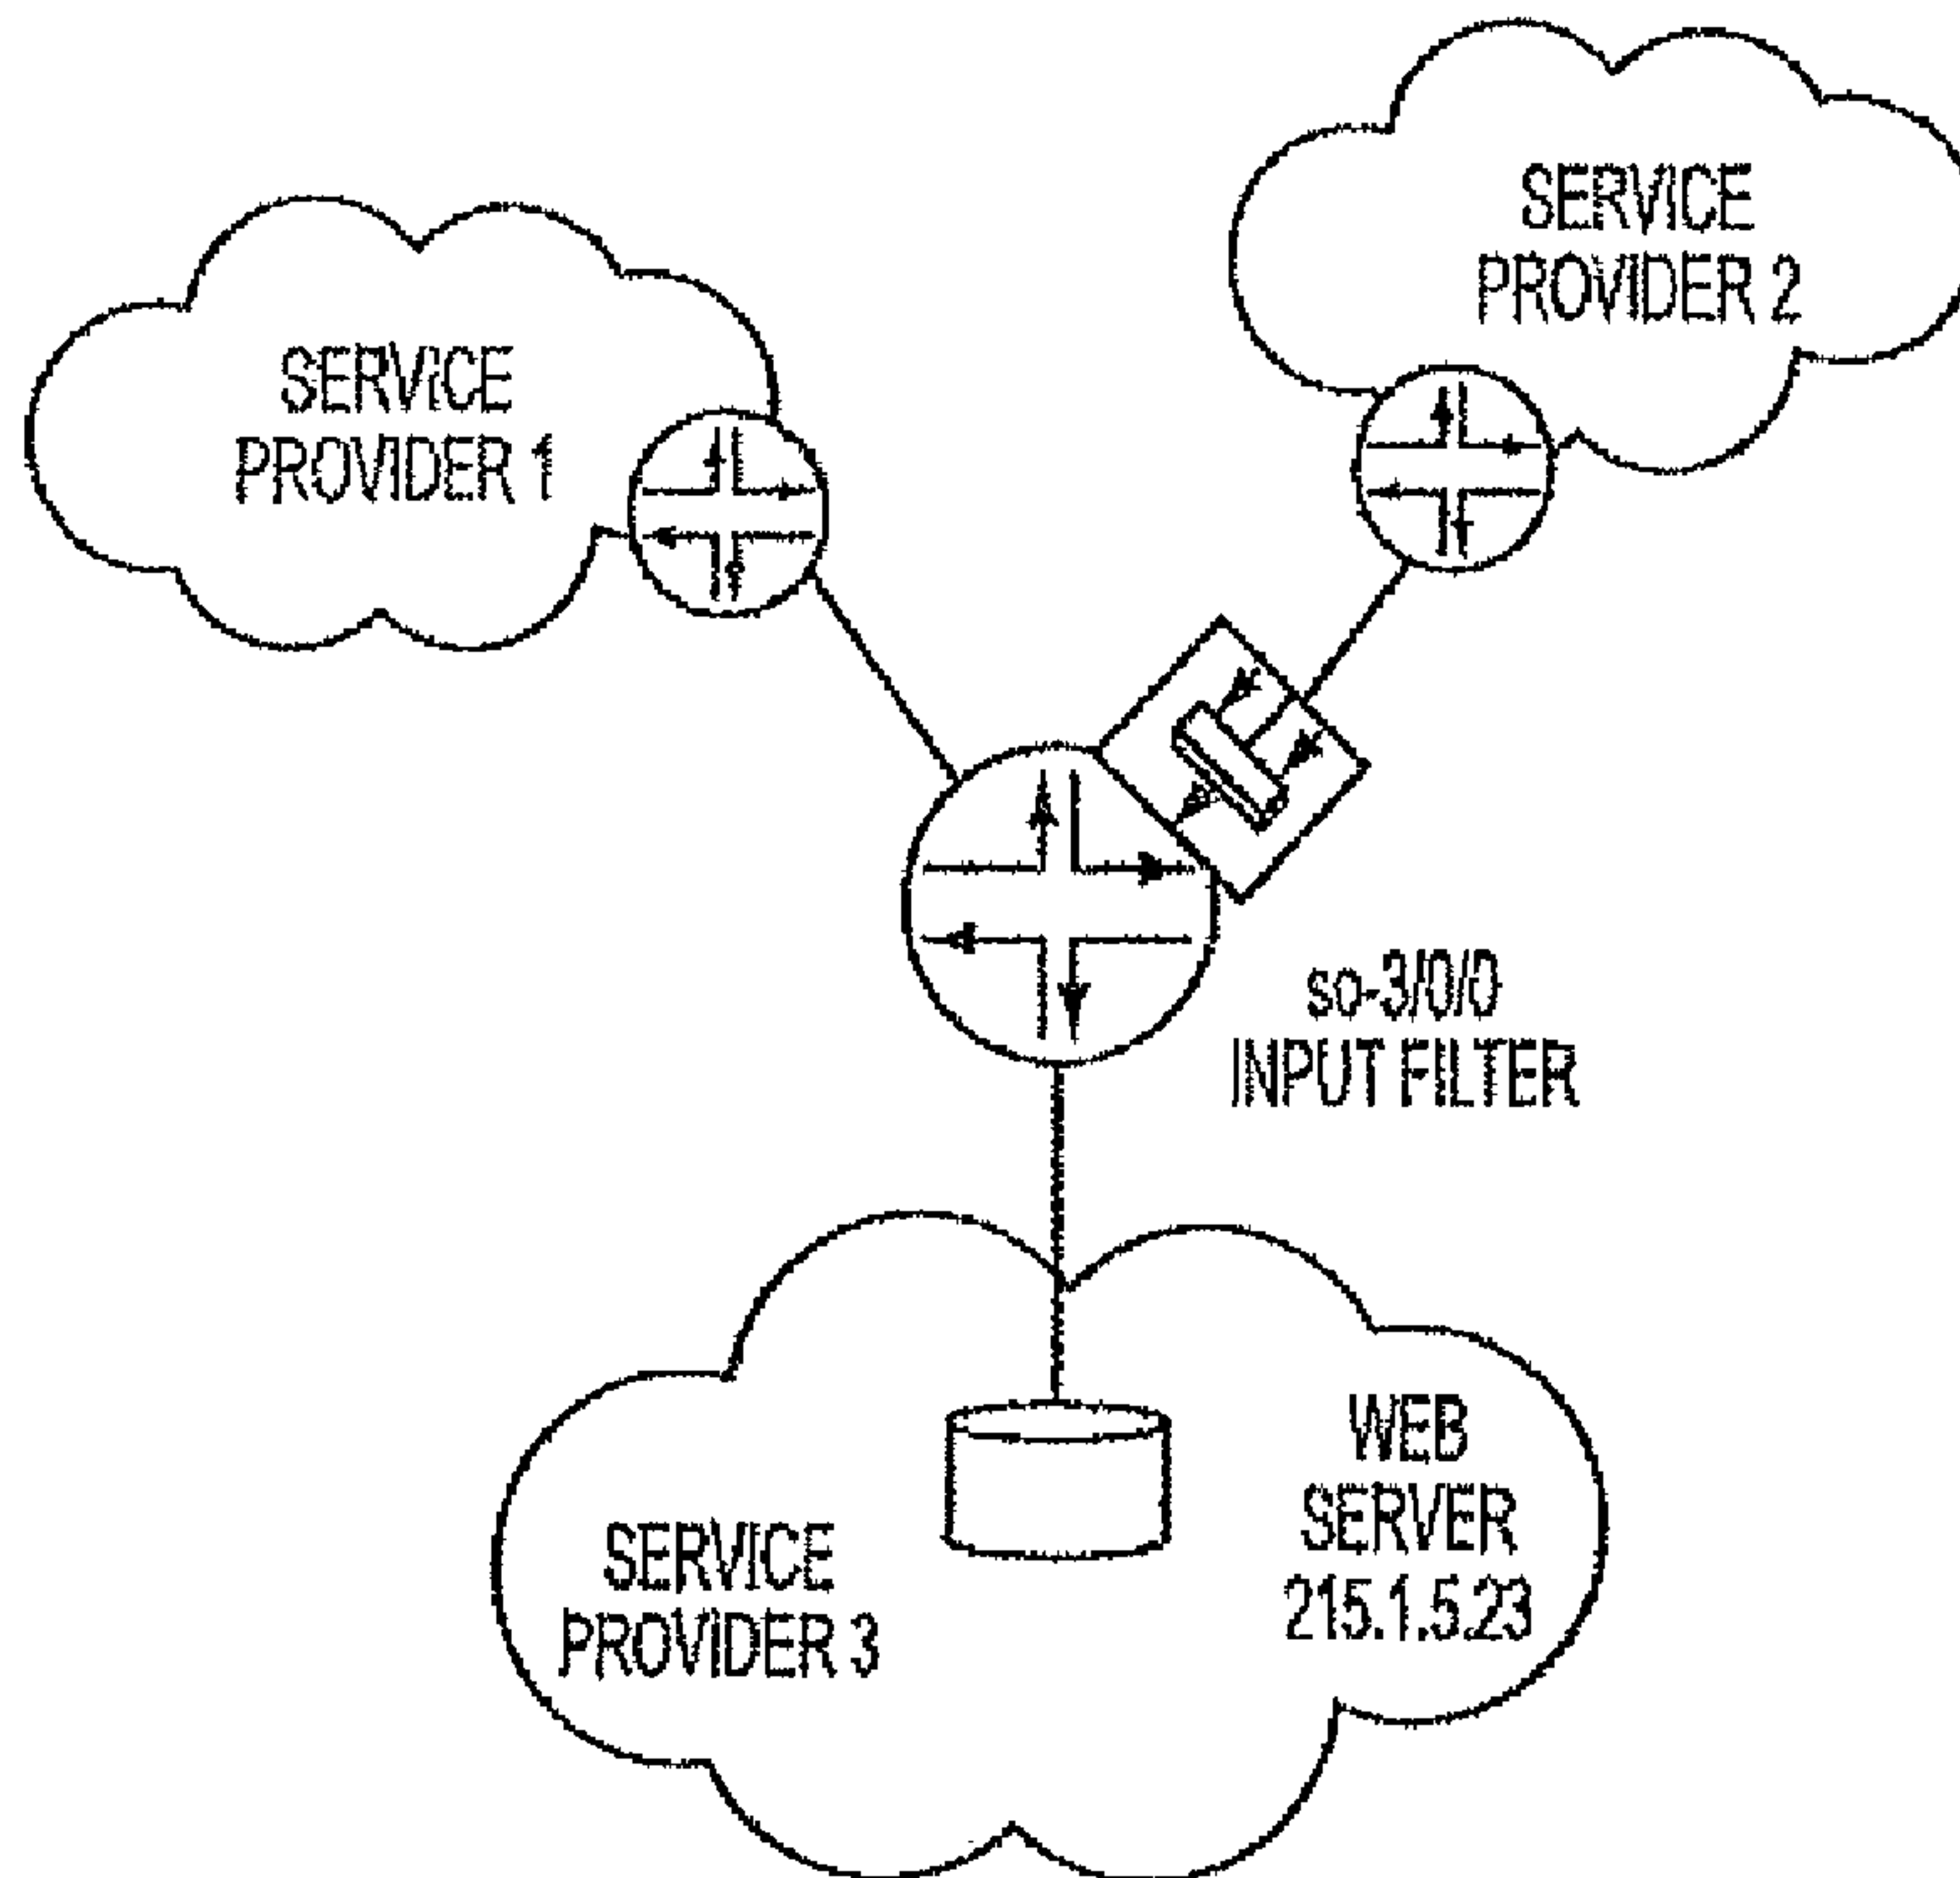 SERVICE
PROVIDER 2
SERVICE
PROVIDER 1
so-3/0/0
INPUT FILTER
WEB
SERVER
215.1.5.23
SERVICE
PROVIDER 3